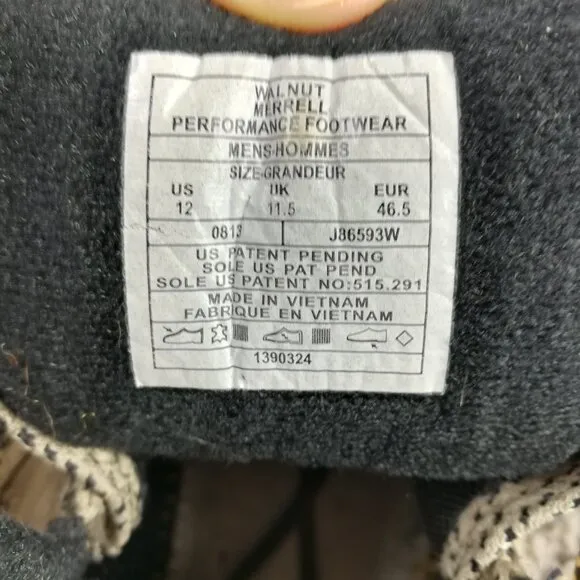 WALNUT
MERRELL
PERFORMANCE FOOTWEAR
MENS·HOMMES
SIZE·GRANDEUR
US UK EUR
12 11.5 46.5
0813 J86593W
US PATENT PENDING
SOLE US PAT PEND
SOLE US PATENT NO:515.291
MADE IN VIETNAM
FABRIQUE EN VIETNAM
1390324